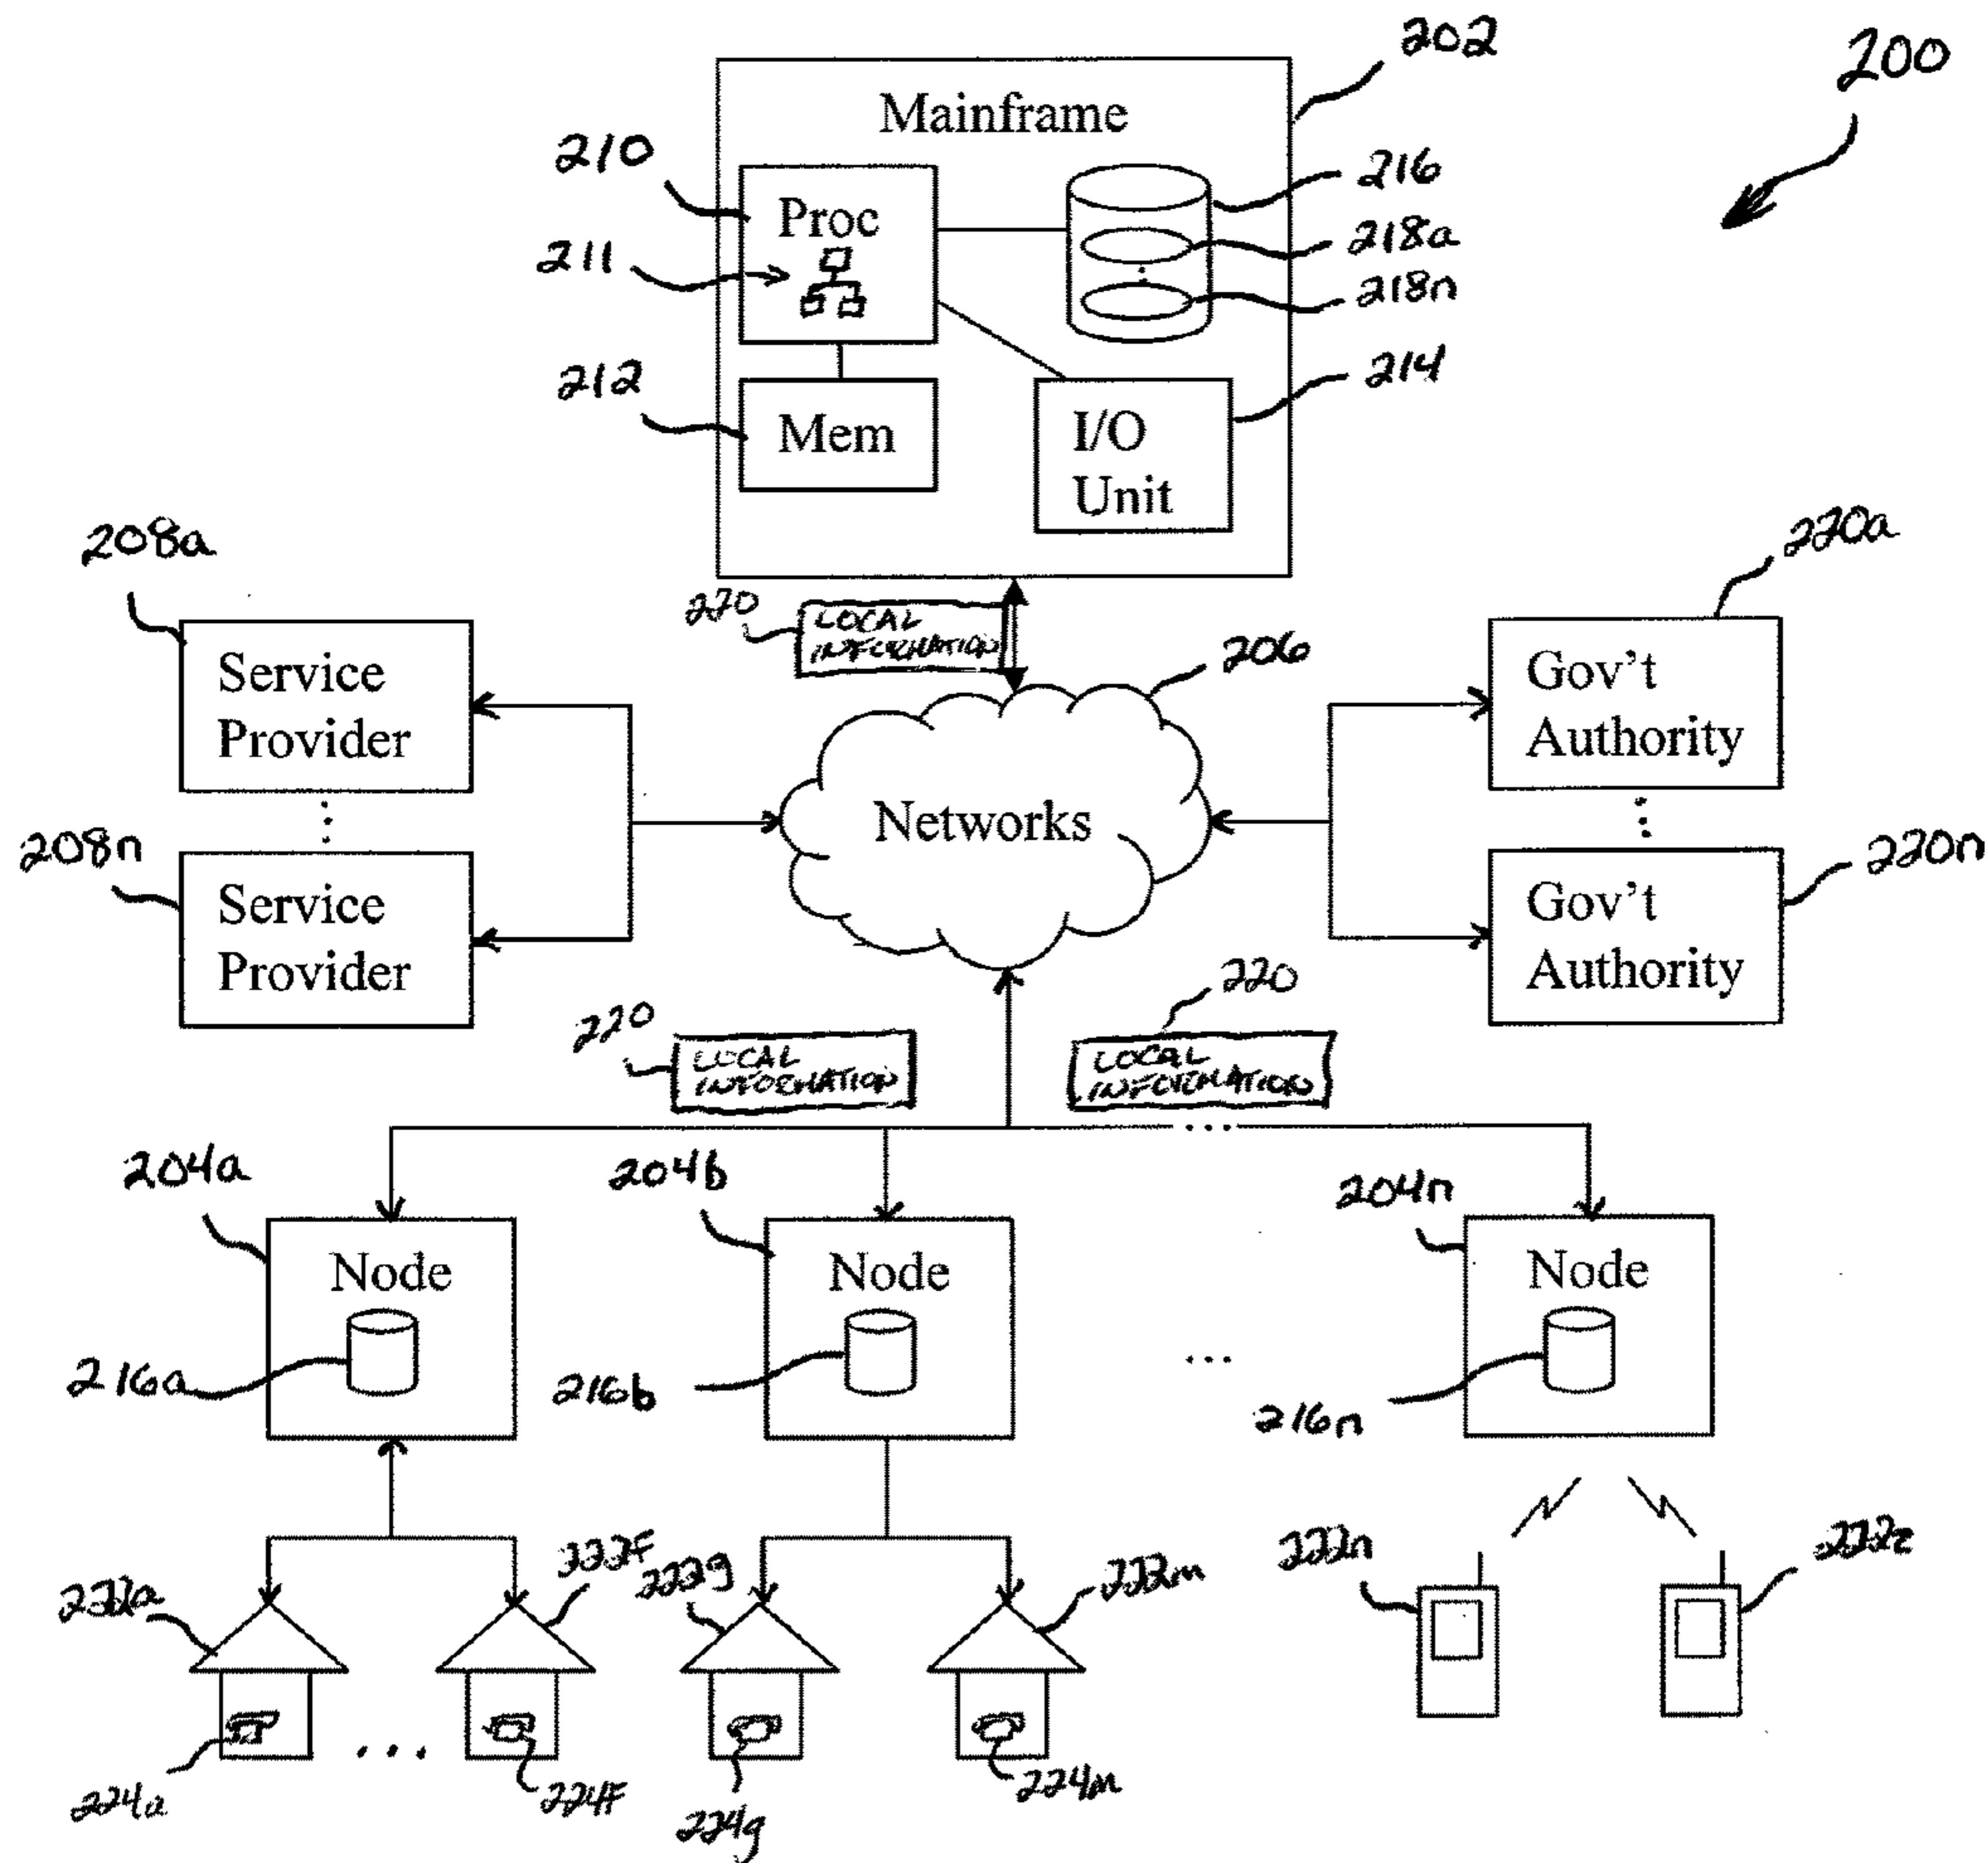 202
200
Mainframe
210
216
Proc
218a
211
218n
212
214
Mem
I/O
Unit
208a
220a
220
LOCAL
INFORMATION
206
Service
Provider
Gov't
Authority
Networks
208n
220n
Service
Provider
Gov't
Authority
220
220
LOCAL
INFORMATION
LOCAL
INFORMATION
204a
204b
204n
Node
Node
Node
216a
216b
216n
222a
222f
222g
222m
222n
222z
224a
224f
224g
224m